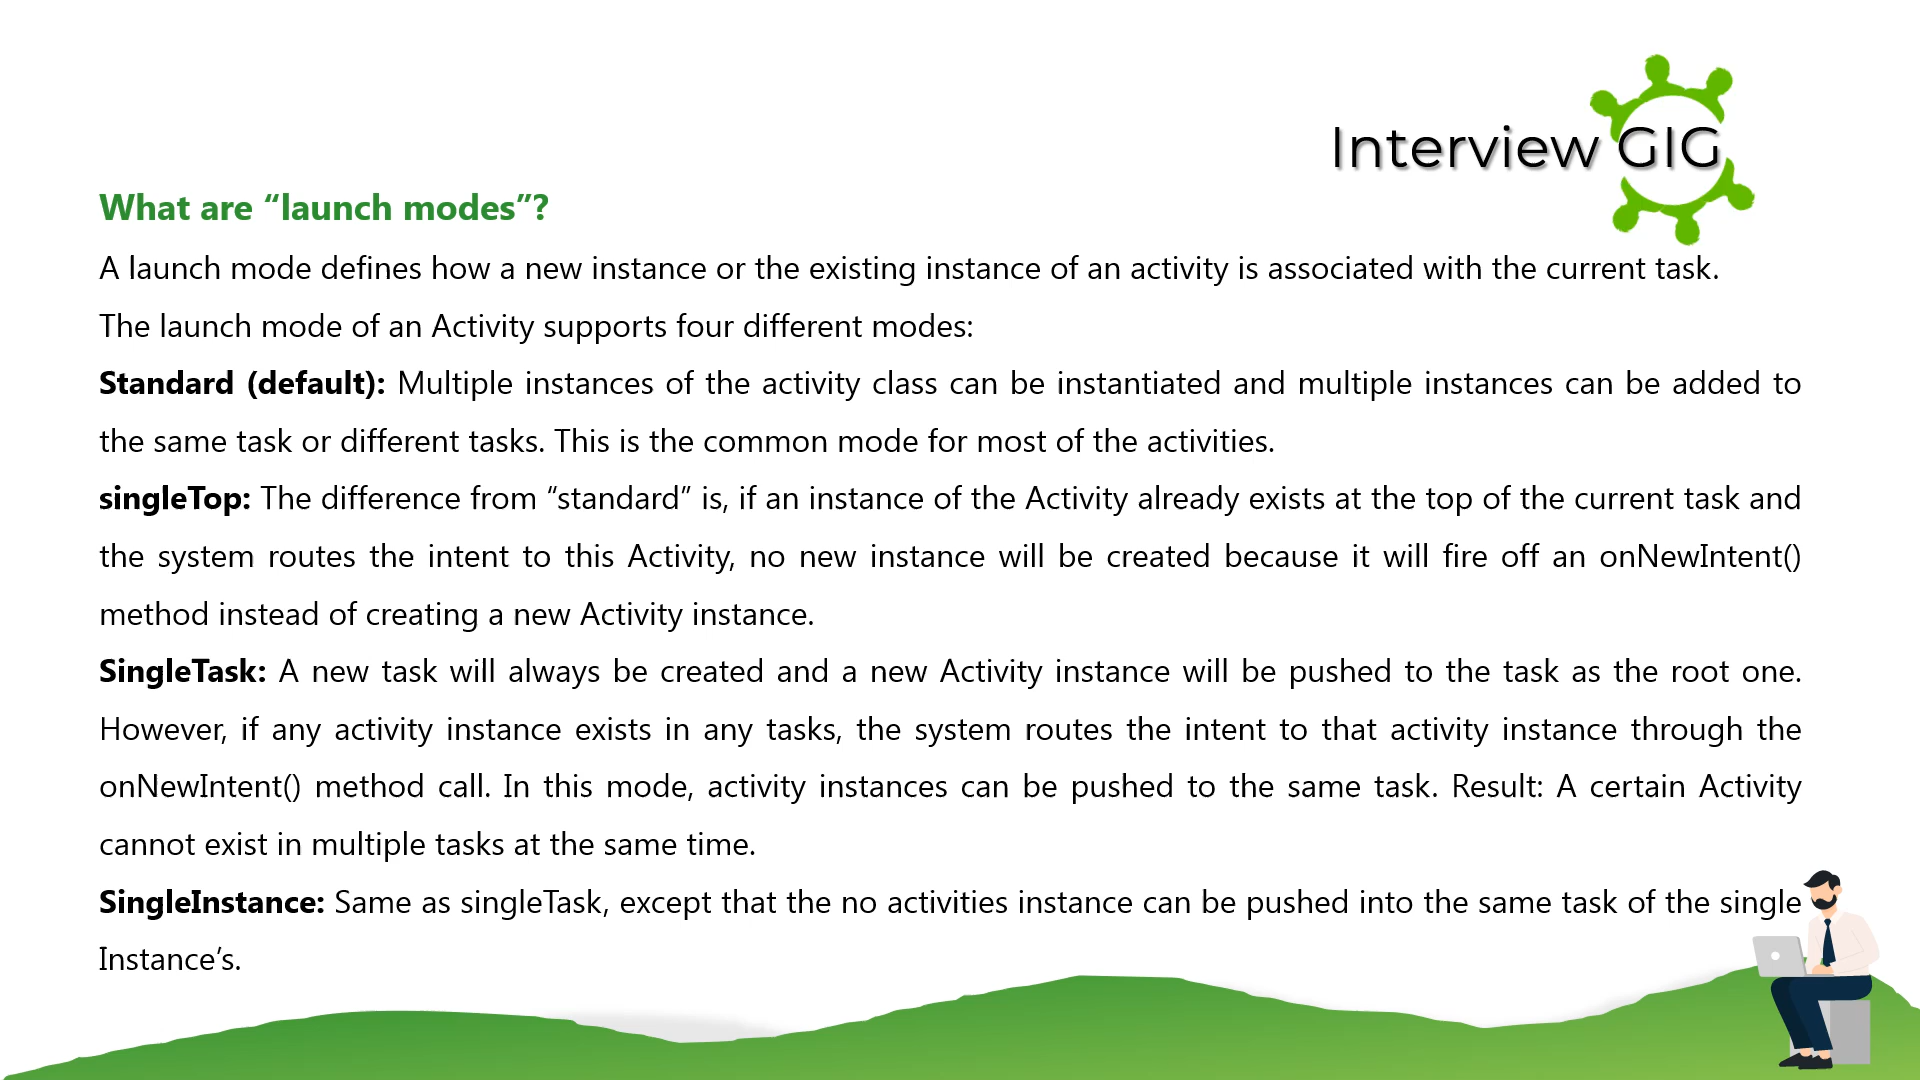 Interview GIG
What are “launch modes”?
A launch mode defines how a new instance or the existing instance of an activity is associated with the current task.
The launch mode of an Activity supports four different modes:
Standard (default): Multiple instances of the activity class can be instantiated and multiple instances can be added to
the same task or different tasks. This is the common mode for most of the activities.
singleTop: The difference from “standard” is, if an instance of the Activity already exists at the top of the current task and
the system routes the intent to this Activity, no new instance will be created because it will fire off an onNewIntent()
method instead of creating a new Activity instance.
SingleTask: A new task will always be created and a new Activity instance will be pushed to the task as the root one.
However, if any activity instance exists in any tasks, the system routes the intent to that activity instance through the
onNewIntent() method call. In this mode, activity instances can be pushed to the same task. Result: A certain Activity
cannot exist in multiple tasks at the same time.
SingleInstance: Same as singleTask, except that the no activities instance can be pushed into the same task of the single
Instance’s.